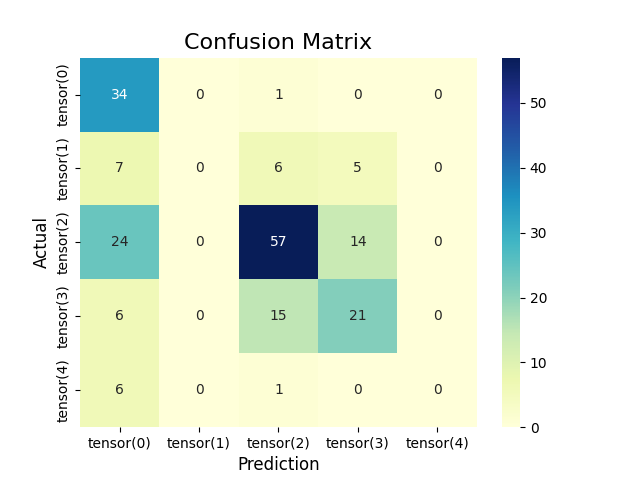 Confusion Matrix
Actual
tensor(0)
34 0 1 0 0
tensor(1)
7 0 6 5 0
tensor(2)
24 0 57 14 0
tensor(3)
6 0 15 21 0
tensor(4)
6 0 1 0 0
tensor(0) tensor(1) tensor(2) tensor(3) tensor(4)
Prediction
50
40
30
20
10
0